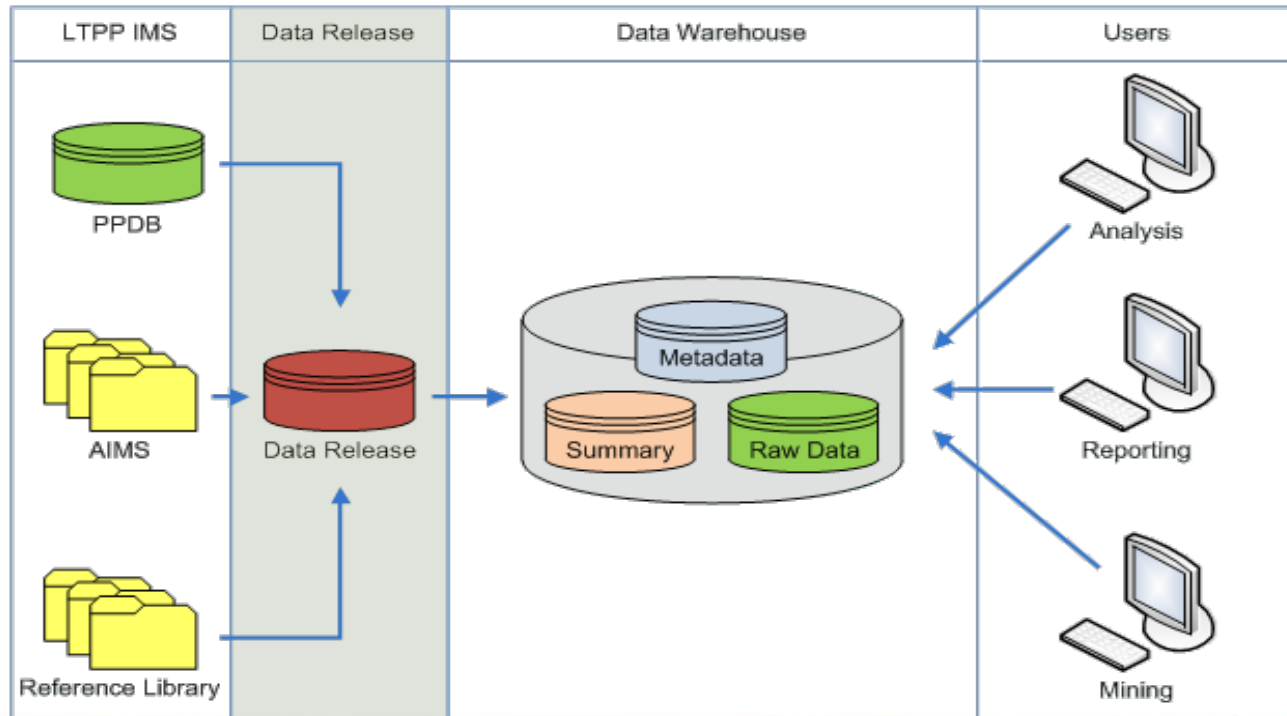 LTPP IMS
Data Release
Data Warehouse
Users
PPDB
AIMS
Reference Library
Data Release
Metadata
Summary
Raw Data
Analysis
Reporting
Mining